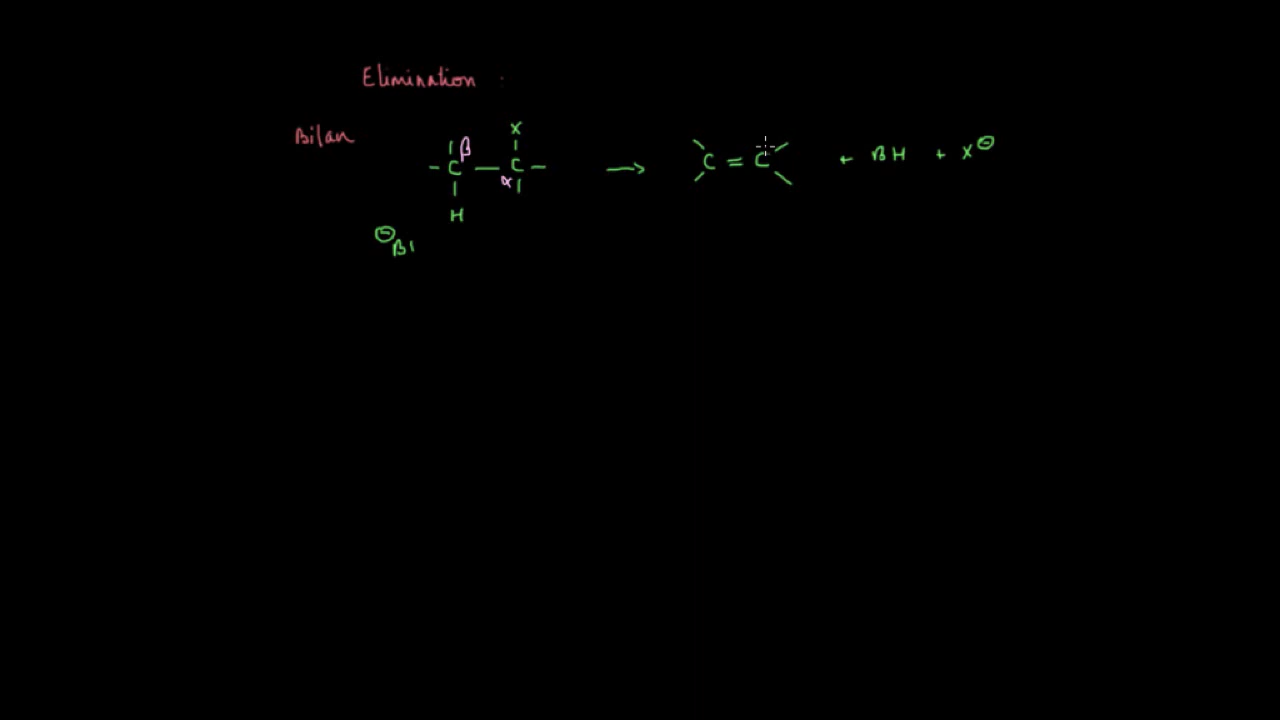 Elimination :
Bilan
X
β
- C — C - → C = C + BH + X⊖
α
H
⊖
B|